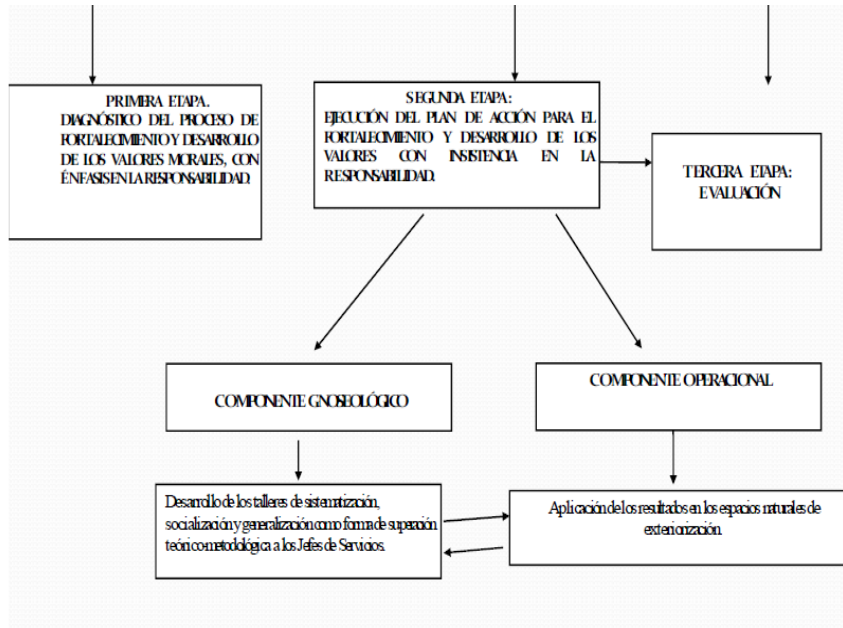 PRIMERA ETAPA.
DIAGNÓSTICO DEL PROCESO DE
FORTALECIMIENTO Y DESARROLLO
DE LOS VALORES MORALES, CON
ÉNFASIS EN LA RESPONSABILIDAD.
SEGUNDA ETAPA:
EJECUCIÓN DEL PLAN DE ACCIÓN PARA EL
FORTALECIMIENTO Y DESARROLLO DE LOS
VALORES CON INSISTENCIA EN LA
RESPONSABILIDAD.
TERCERA ETAPA:
EVALUACIÓN
COMPONENTE GNOSEOLÓGICO
COMPONENTE OPERACIONAL
Desarrollo de los talleres de sistematización,
socialización y generalización como forma de superación
teórico-metodológica a los Jefes de Servicios.
Aplicación de los resultados en los espacios naturales de
exteriorización.